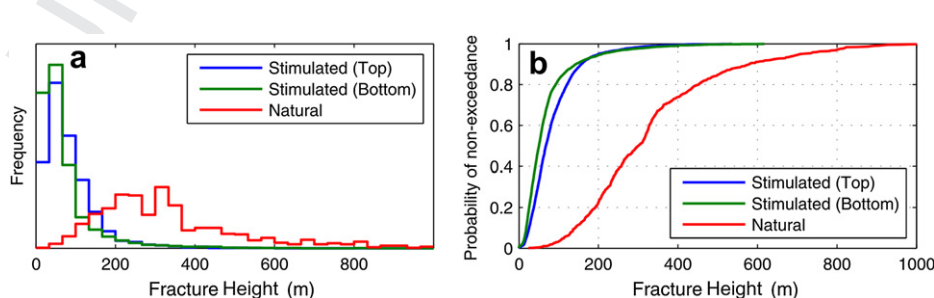 a
Stimulated (Top)
Stimulated (Bottom)
Natural
Frequency
0 200 400 600 800
Fracture Height (m)
b
1
0.8
0.6
0.4
0.2
0
Probability of non-exceedance
Stimulated (Top)
Stimulated (Bottom)
Natural
0 200 400 600 800 1000
Fracture Height (m)